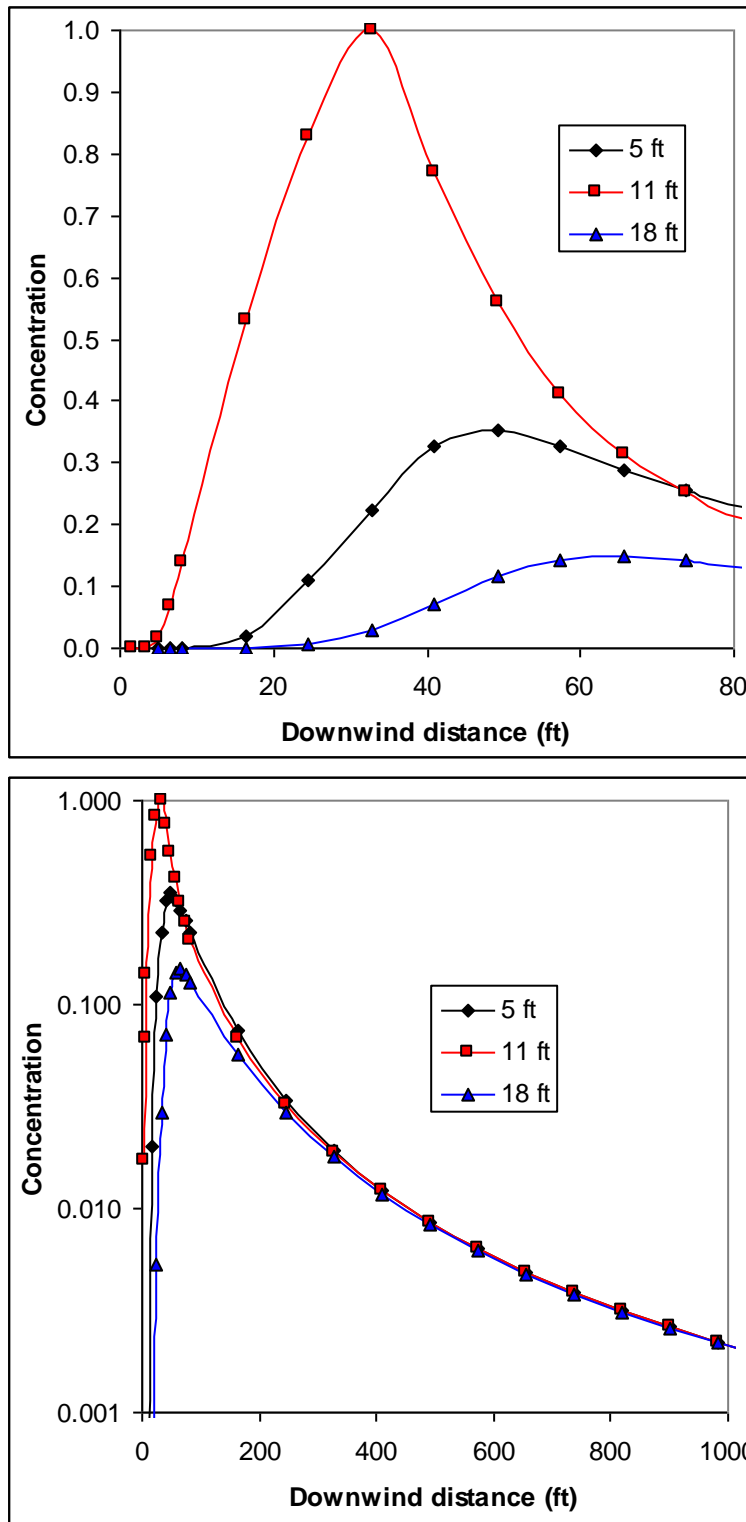 1.0
0.9
0.8
0.7
0.6
0.5
0.4
0.3
0.2
0.1
0.0
Concentration
5 ft
11 ft
18 ft
0 20 40 60 80
Downwind distance (ft)
1.000
0.100
0.010
0.001
Concentration
5 ft
11 ft
18 ft
0 200 400 600 800 1000
Downwind distance (ft)